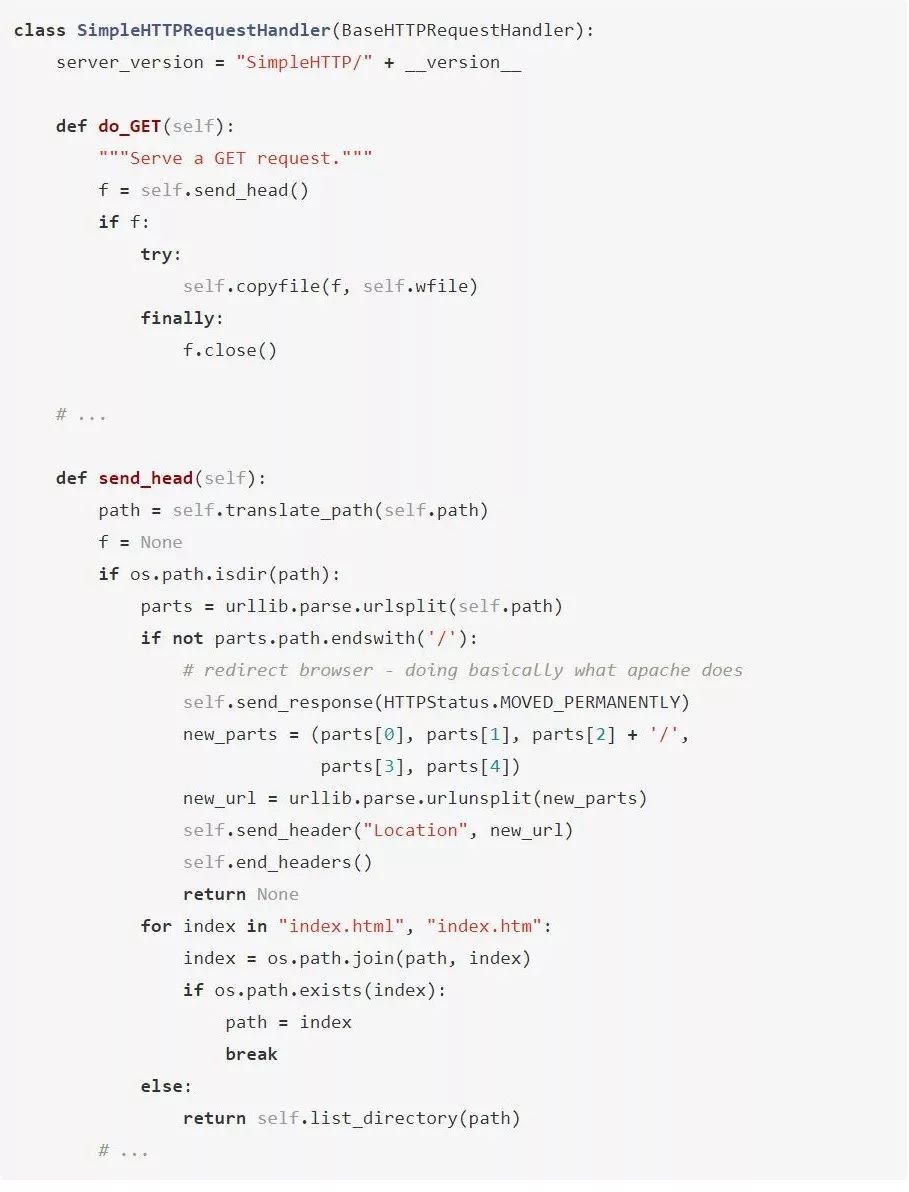 class SimpleHTTPRequestHandler(BaseHTTPRequestHandler):
    server_version = "SimpleHTTP/" + __version__

    def do_GET(self):
        """Serve a GET request."""
        f = self.send_head()
        if f:
            try:
                self.copyfile(f, self.wfile)
            finally:
                f.close()

    # ...

    def send_head(self):
        path = self.translate_path(self.path)
        f = None
        if os.path.isdir(path):
            parts = urllib.parse.urlsplit(self.path)
            if not parts.path.endswith('/'):
                # redirect browser - doing basically what apache does
                self.send_response(HTTPStatus.MOVED_PERMANENTLY)
                new_parts = (parts[0], parts[1], parts[2] + '/',
                             parts[3], parts[4])
                new_url = urllib.parse.urlunsplit(new_parts)
                self.send_header("Location", new_url)
                self.end_headers()
                return None
            for index in "index.html", "index.htm":
                index = os.path.join(path, index)
                if os.path.exists(index):
                    path = index
                    break
            else:
                return self.list_directory(path)
        # ...